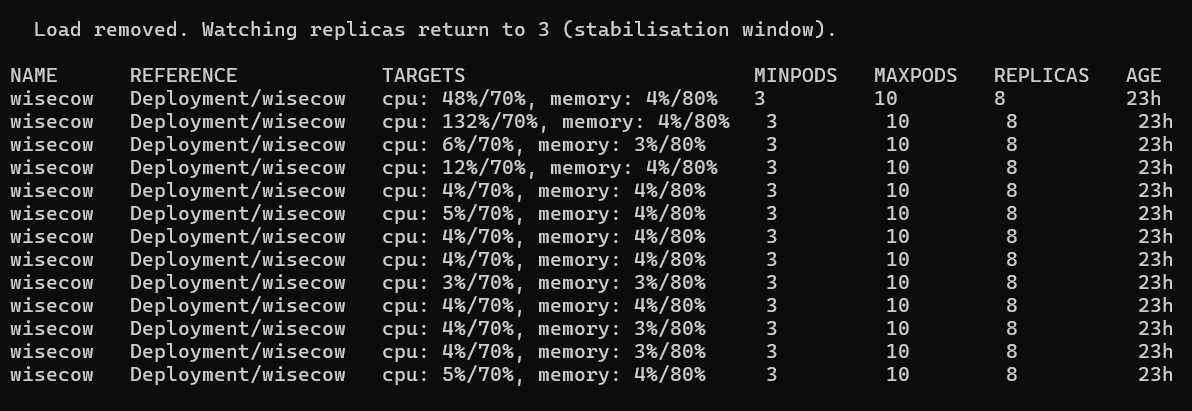 Load removed. Watching replicas return to 3 (stabilisation window).
NAME REFERENCE TARGETS MINPODS MAXPODS REPLICAS AGE
wisecow Deployment/wisecow cpu: 48%/70%, memory: 4%/80% 3 10 8 23h
wisecow Deployment/wisecow cpu: 132%/70%, memory: 4%/80% 3 10 8 23h
wisecow Deployment/wisecow cpu: 6%/70%, memory: 3%/80% 3 10 8 23h
wisecow Deployment/wisecow cpu: 12%/70%, memory: 4%/80% 3 10 8 23h
wisecow Deployment/wisecow cpu: 4%/70%, memory: 4%/80% 3 10 8 23h
wisecow Deployment/wisecow cpu: 5%/70%, memory: 4%/80% 3 10 8 23h
wisecow Deployment/wisecow cpu: 4%/70%, memory: 4%/80% 3 10 8 23h
wisecow Deployment/wisecow cpu: 4%/70%, memory: 4%/80% 3 10 8 23h
wisecow Deployment/wisecow cpu: 3%/70%, memory: 3%/80% 3 10 8 23h
wisecow Deployment/wisecow cpu: 4%/70%, memory: 4%/80% 3 10 8 23h
wisecow Deployment/wisecow cpu: 4%/70%, memory: 3%/80% 3 10 8 23h
wisecow Deployment/wisecow cpu: 4%/70%, memory: 3%/80% 3 10 8 23h
wisecow Deployment/wisecow cpu: 5%/70%, memory: 4%/80% 3 10 8 23h